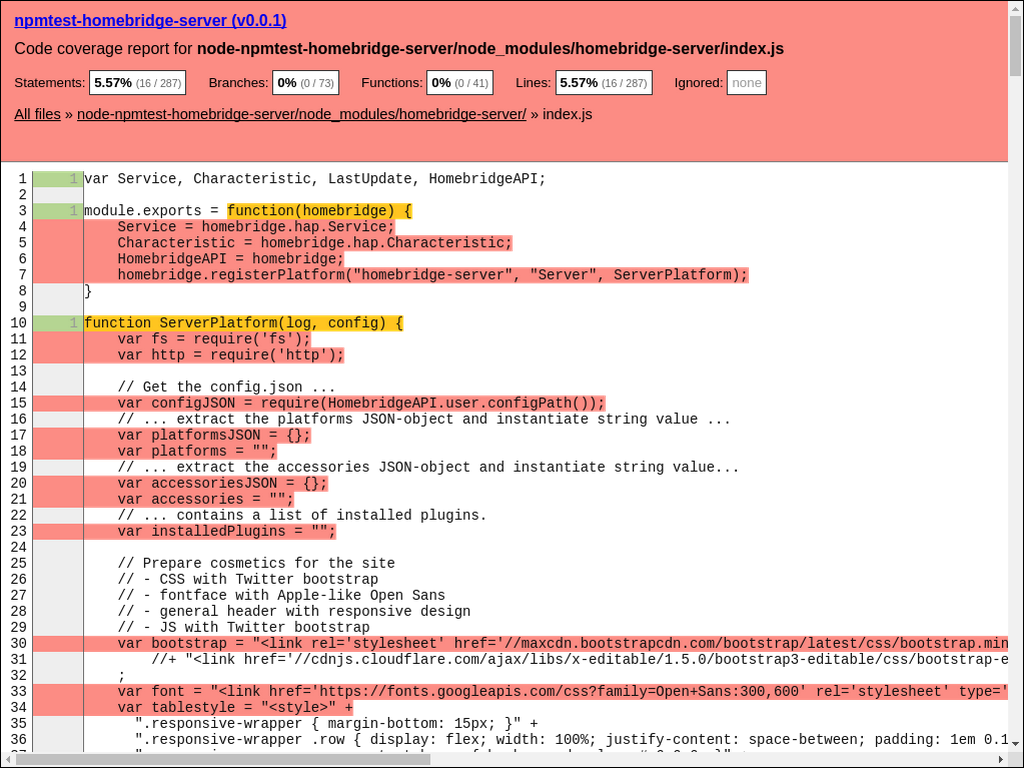 npmtest-homebridge-server (v0.0.1)
Code coverage report for node-npmtest-homebridge-server/node_modules/homebridge-server/index.js
Statements: 5.57% (16 / 287) Branches: 0% (0 / 73) Functions: 0% (0 / 41) Lines: 5.57% (16 / 287) Ignored: none
All files » node-npmtest-homebridge-server/node_modules/homebridge-server/ » index.js
1 1 var Service, Characteristic, LastUpdate, HomebridgeAPI;
2
3 1 module.exports = function(homebridge) {
4 Service = homebridge.hap.Service;
5 Characteristic = homebridge.hap.Characteristic;
6 HomebridgeAPI = homebridge;
7 homebridge.registerPlatform("homebridge-server", "Server", ServerPlatform);
8 }
9
10 1 function ServerPlatform(log, config) {
11 var fs = require('fs');
12 var http = require('http');
13
14 // Get the config.json ...
15 var configJSON = require(HomebridgeAPI.user.configPath());
16 // ... extract the platforms JSON-object and instantiate string value ...
17 var platformsJSON = {};
18 var platforms = "";
19 // ... extract the accessories JSON-object and instantiate string value...
20 var accessoriesJSON = {};
21 var accessories = "";
22 // ... contains a list of installed plugins.
23 var installedPlugins = "";
24
25 // Prepare cosmetics for the site
26 // - CSS with Twitter bootstrap
27 // - fontface with Apple-like Open Sans
28 // - general header with responsive design
29 // - JS with Twitter bootstrap
30 var bootstrap = "<link rel='stylesheet' href='//maxcdn.bootstrapcdn.com/bootstrap/latest/css/bootstrap.min
31 //+ "<link href='//cdnjs.cloudflare.com/ajax/libs/x-editable/1.5.0/bootstrap3-editable/css/bootstrap-e
32 ;
33 var font = "<link href='https://fonts.googleapis.com/css?family=Open+Sans:300,600' rel='stylesheet' type='
34 var tablestyle = "<style>" +
35 ".responsive-wrapper { margin-bottom: 15px; }" +
36 ".responsive-wrapper .row { display: flex; width: 100%; justify-content: space-between; padding: 1em 0.1